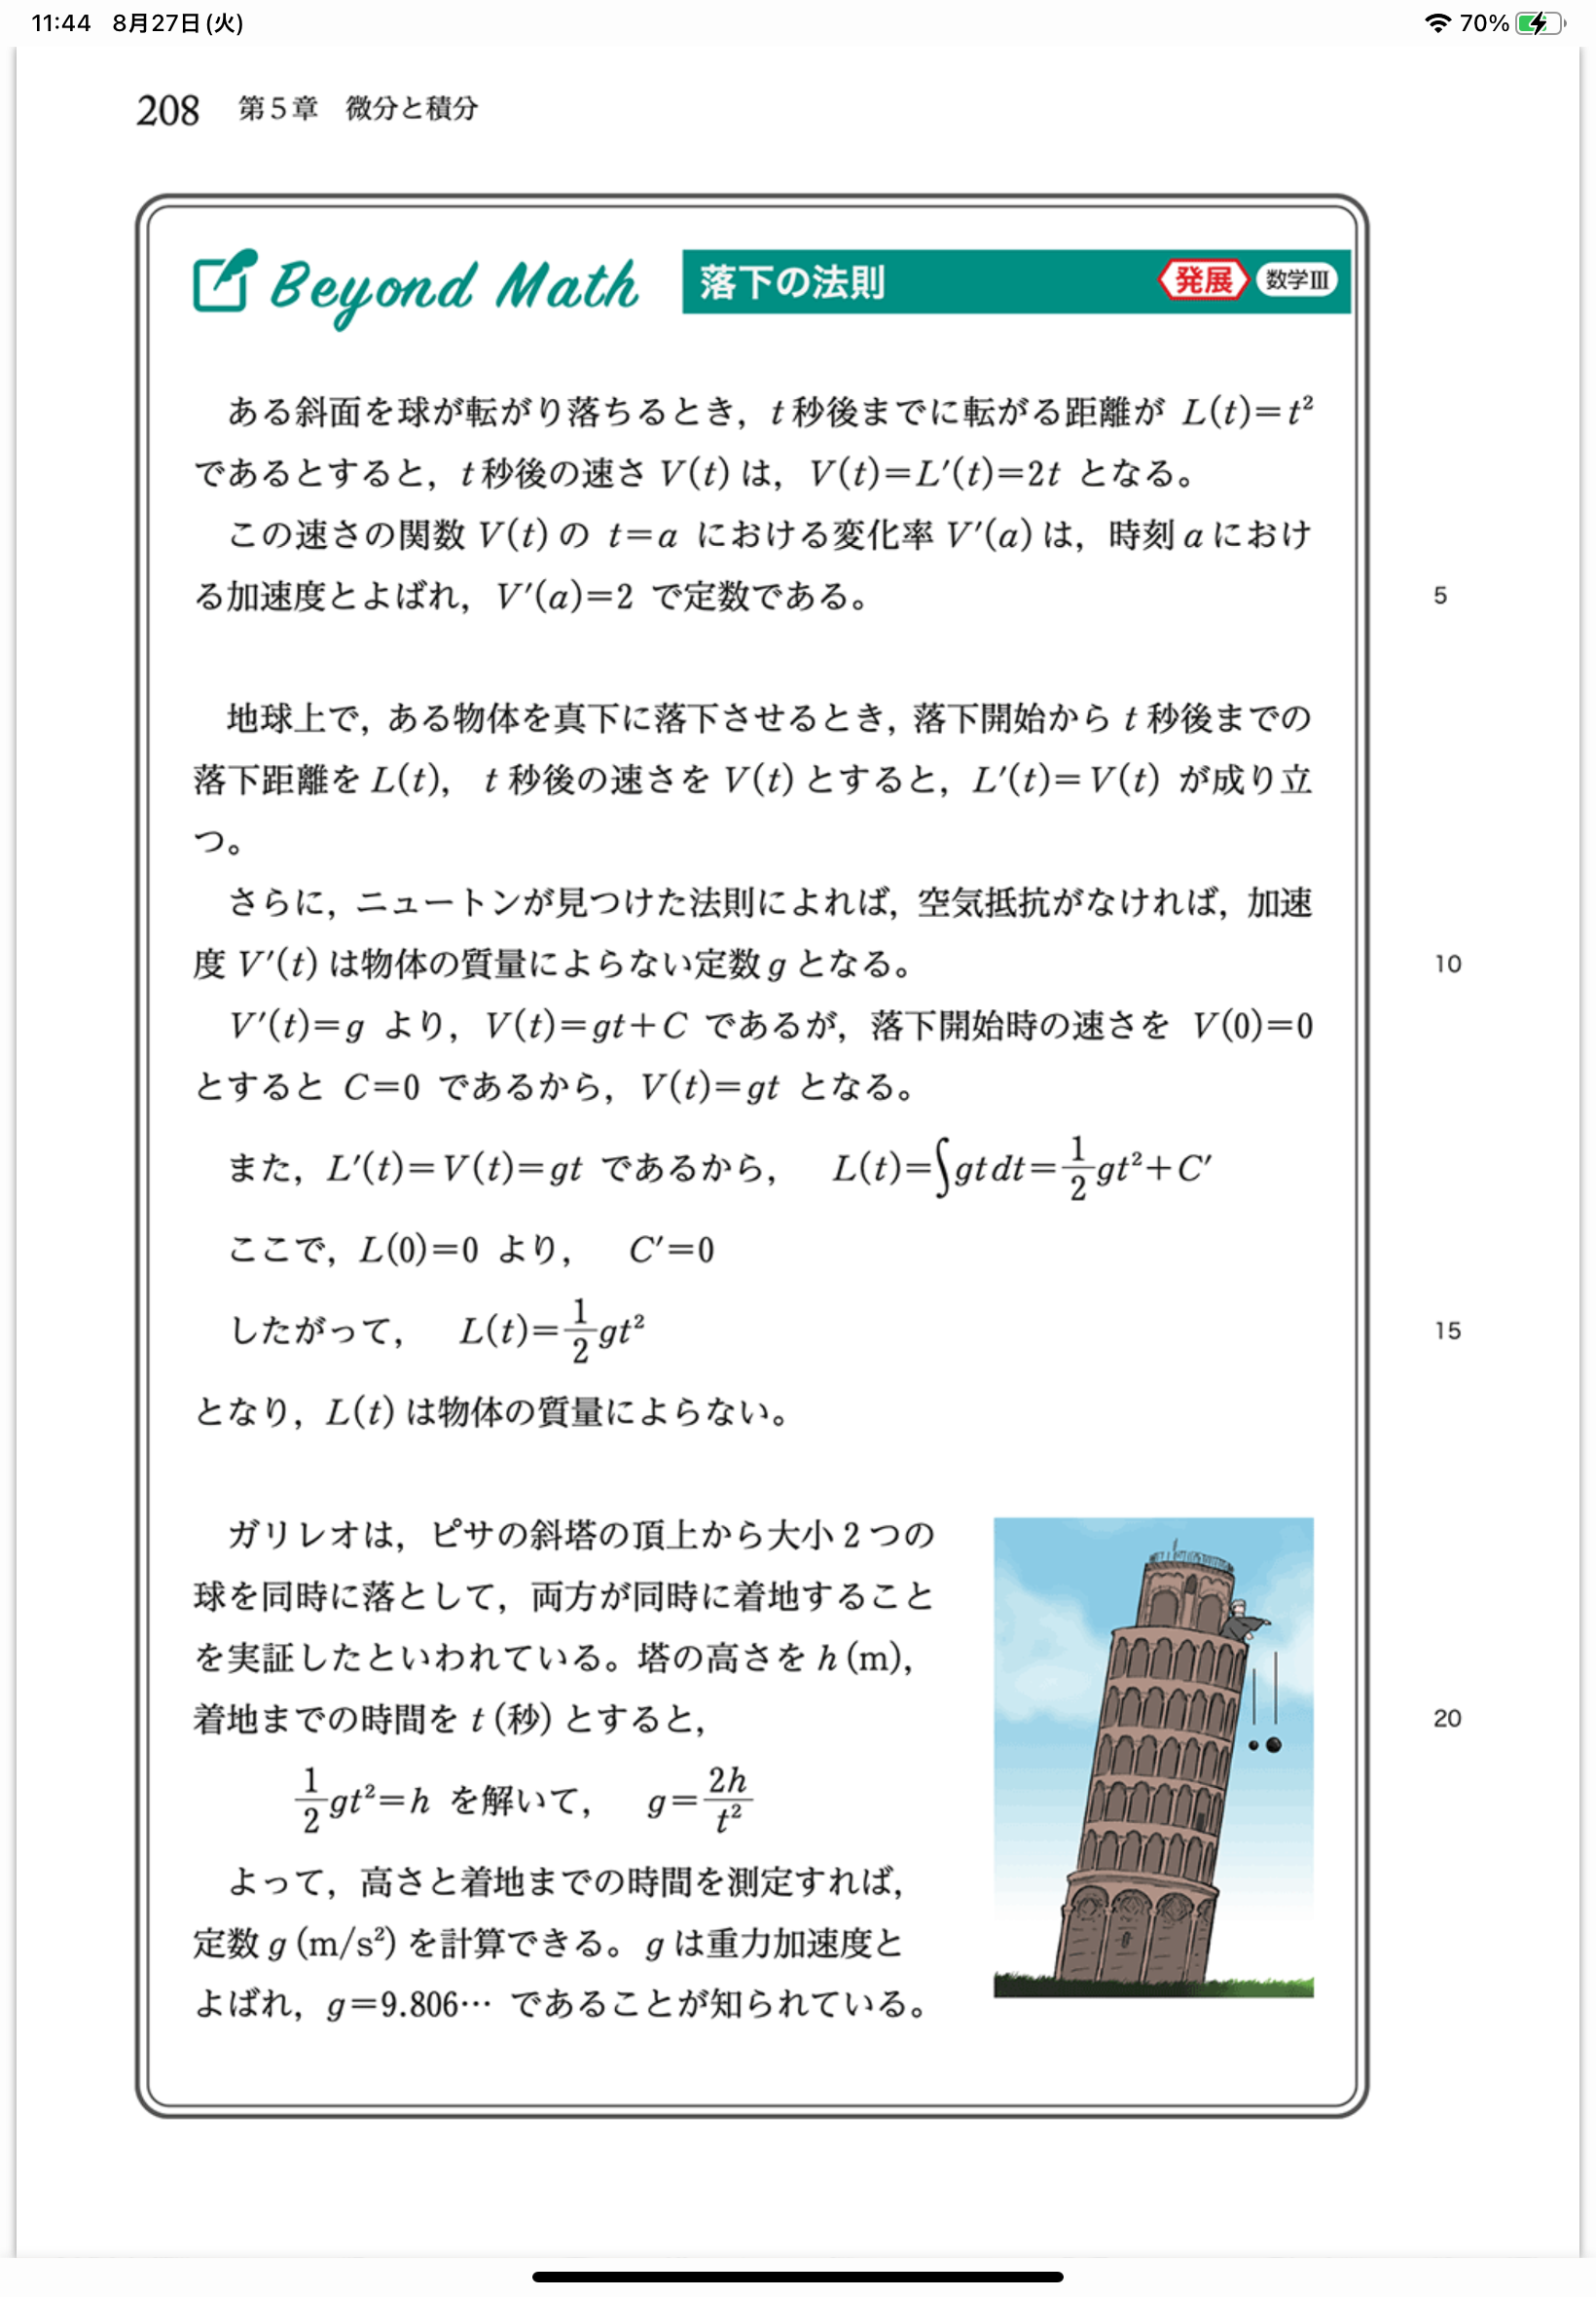 11:44 8月27日(火) 70%
208 第5章 微分と積分
Beyond Math 落下の法則 発展 数学Ⅲ
ある斜面を球が転がり落ちるとき，t 秒後までに転がる距離が L(t)=t²
であるとすると，t 秒後の速さ V(t) は，V(t)=L′(t)=2t となる。
この速さの関数 V(t) の t=a における変化率 V′(a) は，時刻 a におけ
る加速度とよばれ，V′(a)=2 で定数である。 5
地球上で，ある物体を真下に落下させるとき，落下開始から t 秒後までの
落下距離を L(t)，t 秒後の速さを V(t) とすると，L′(t)=V(t) が成り立
つ。
さらに，ニュートンが見つけた法則によれば，空気抵抗がなければ，加速
度 V′(t) は物体の質量によらない定数 g となる。 10
V′(t)=g より，V(t)=gt+C であるが，落下開始時の速さを V(0)=0
とすると C=0 であるから，V(t)=gt となる。
また，L′(t)=V(t)=gt であるから， L(t)=∫gtdt=1/2gt²+C′
ここで，L(0)=0 より， C′=0
したがって， L(t)=1/2gt² 15
となり，L(t) は物体の質量によらない。
ガリレオは，ピサの斜塔の頂上から大小 2 つの
球を同時に落として，両方が同時に着地すること
を実証したといわれている。塔の高さを h (m)，
着地までの時間を t (秒) とすると， 20
1/2gt²=h を解いて， g=2h/t²
よって，高さと着地までの時間を測定すれば，
定数 g (m/s²) を計算できる。g は重力加速度と
よばれ，g=9.806… であることが知られている。